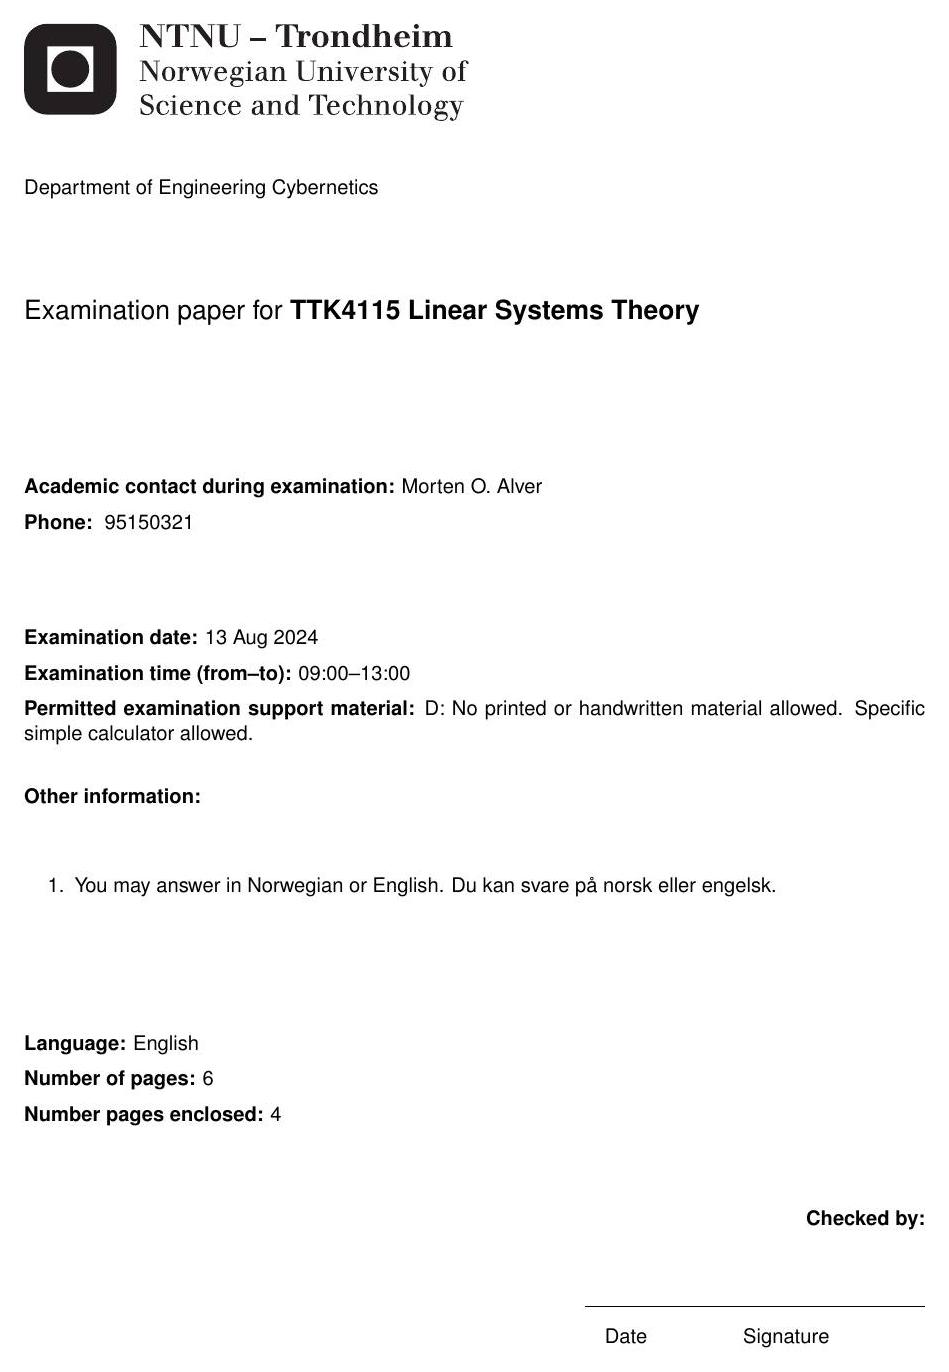 NTNU – Trondheim
Norwegian University of
Science and Technology
Department of Engineering Cybernetics
Examination paper for TTK4115 Linear Systems Theory
Academic contact during examination: Morten O. Alver
Phone: 95150321
Examination date: 13 Aug 2024
Examination time (from–to): 09:00–13:00
Permitted examination support material: D: No printed or handwritten material allowed. Specific
simple calculator allowed.
Other information:
1. You may answer in Norwegian or English. Du kan svare på norsk eller engelsk.
Language: English
Number of pages: 6
Number pages enclosed: 4
Checked by:
Date Signature